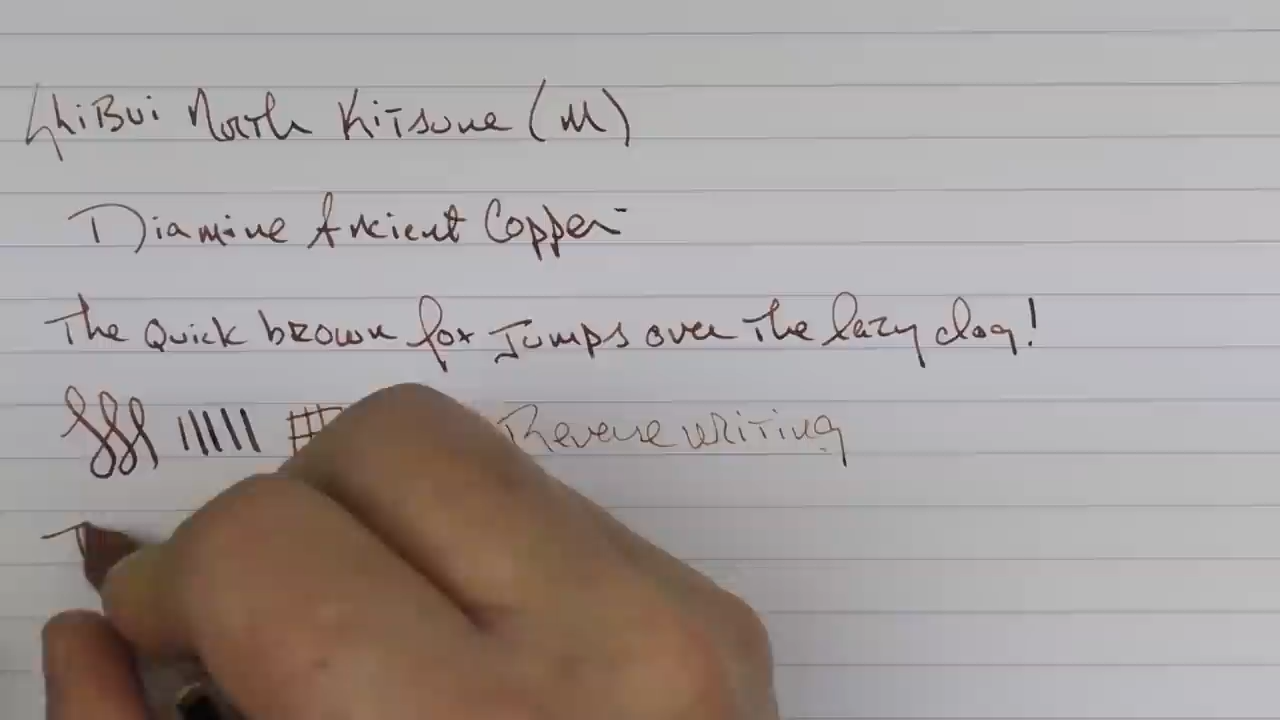 ShiBui North Kitsune (M)
Diamine Ancient Copper
The Quick brown fox Jumps over The lazy dog!
Reverse writing
T